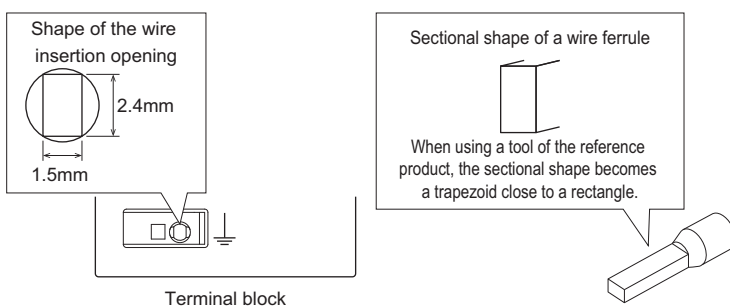 Shape of the wire
insertion opening
2.4mm
1.5mm
Terminal block
Sectional shape of a wire ferrule
When using a tool of the reference
product, the sectional shape becomes
a trapezoid close to a rectangle.